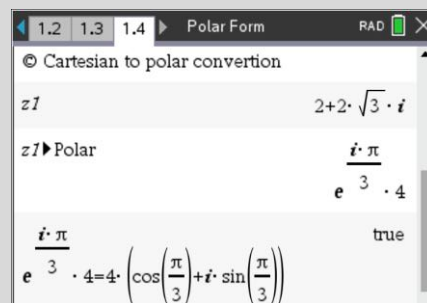 1.2 1.3 1.4 Polar Form RAD
© Cartesian to polar convertion
z1 2+2·√3·i
z1▶Polar e^(i·π/3)·4
e^(i·π/3)·4=4·(cos(π/3)+i·sin(π/3)) true